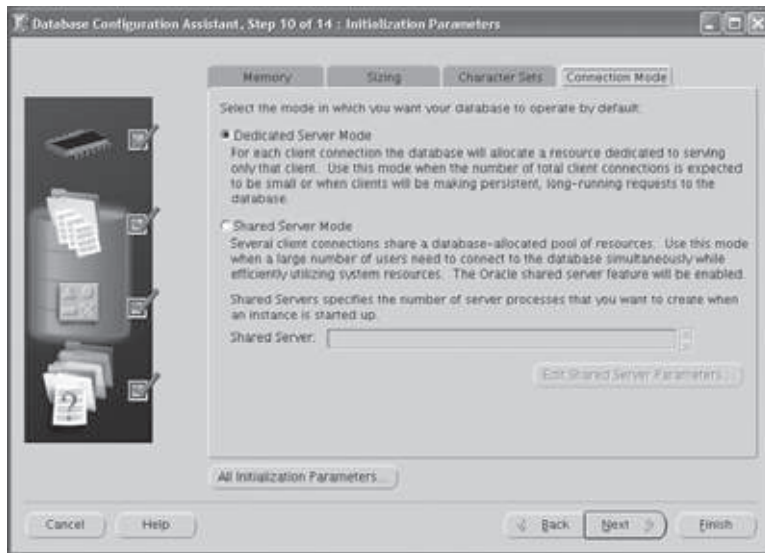 Database Configuration Assistant, Step 10 of 14 : Initialization Parameters
Memory
Sizing
Character Sets
Connection Mode
Select the mode in which you want your database to operate by default:
Dedicated Server Mode
For each client connection the database will allocate a resource dedicated to serving
only that client. Use this mode when the number of total client connections is expected
to be small or when clients will be making persistent, long-running requests to the
database.
Shared Server Mode
Several client connections share a database-allocated pool of resources. Use this mode
when a large number of users need to connect to the database simultaneously while
efficiently utilizing system resources. The Oracle shared server feature will be enabled.
Shared Servers specifies the number of server processes that you want to create when
an instance is started up.
Shared Server:
Edit Shared Server Parameters...
?
All Initialization Parameters...
Cancel
Help
Back
Next
Finish